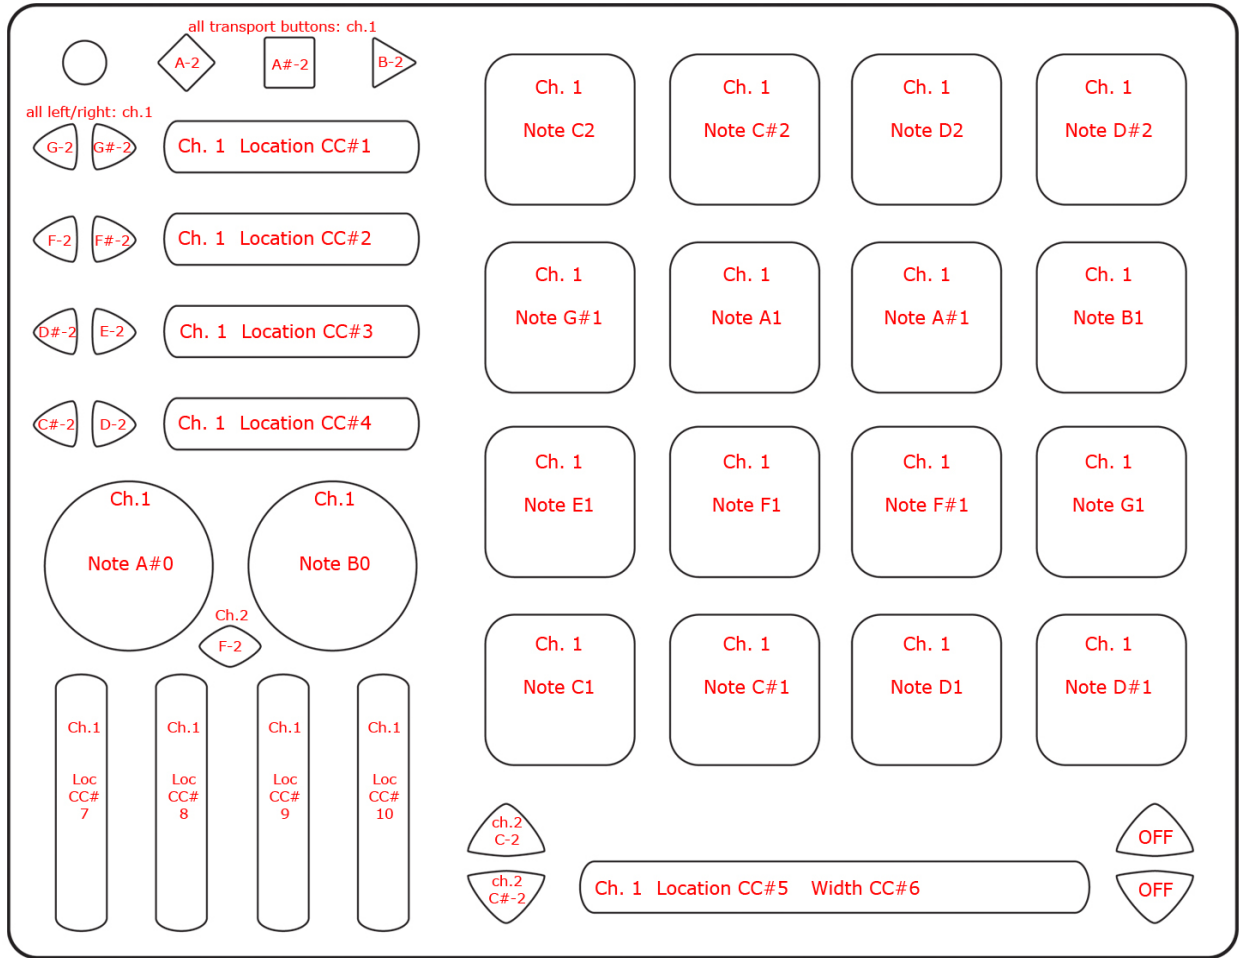 all transport buttons: ch.1
A-2
A#-2
B-2
all left/right: ch.1
G-2
G#-2
Ch. 1 Location CC#1
F-2
F#-2
Ch. 1 Location CC#2
D#-2
E-2
Ch. 1 Location CC#3
C#-2
D-2
Ch. 1 Location CC#4
Ch.1
Note A#0
Ch.1
Note B0
Ch.2
F-2
Ch.1
Loc
CC#
7
Ch.1
Loc
CC#
8
Ch.1
Loc
CC#
9
Ch.1
Loc
CC#
10
Ch. 1
Note C2
Ch. 1
Note C#2
Ch. 1
Note D2
Ch. 1
Note D#2
Ch. 1
Note G#1
Ch. 1
Note A1
Ch. 1
Note A#1
Ch. 1
Note B1
Ch. 1
Note E1
Ch. 1
Note F1
Ch. 1
Note F#1
Ch. 1
Note G1
Ch. 1
Note C1
Ch. 1
Note C#1
Ch. 1
Note D1
Ch. 1
Note D#1
ch.2
C-2
ch.2
C#-2
Ch. 1 Location CC#5 Width CC#6
OFF
OFF